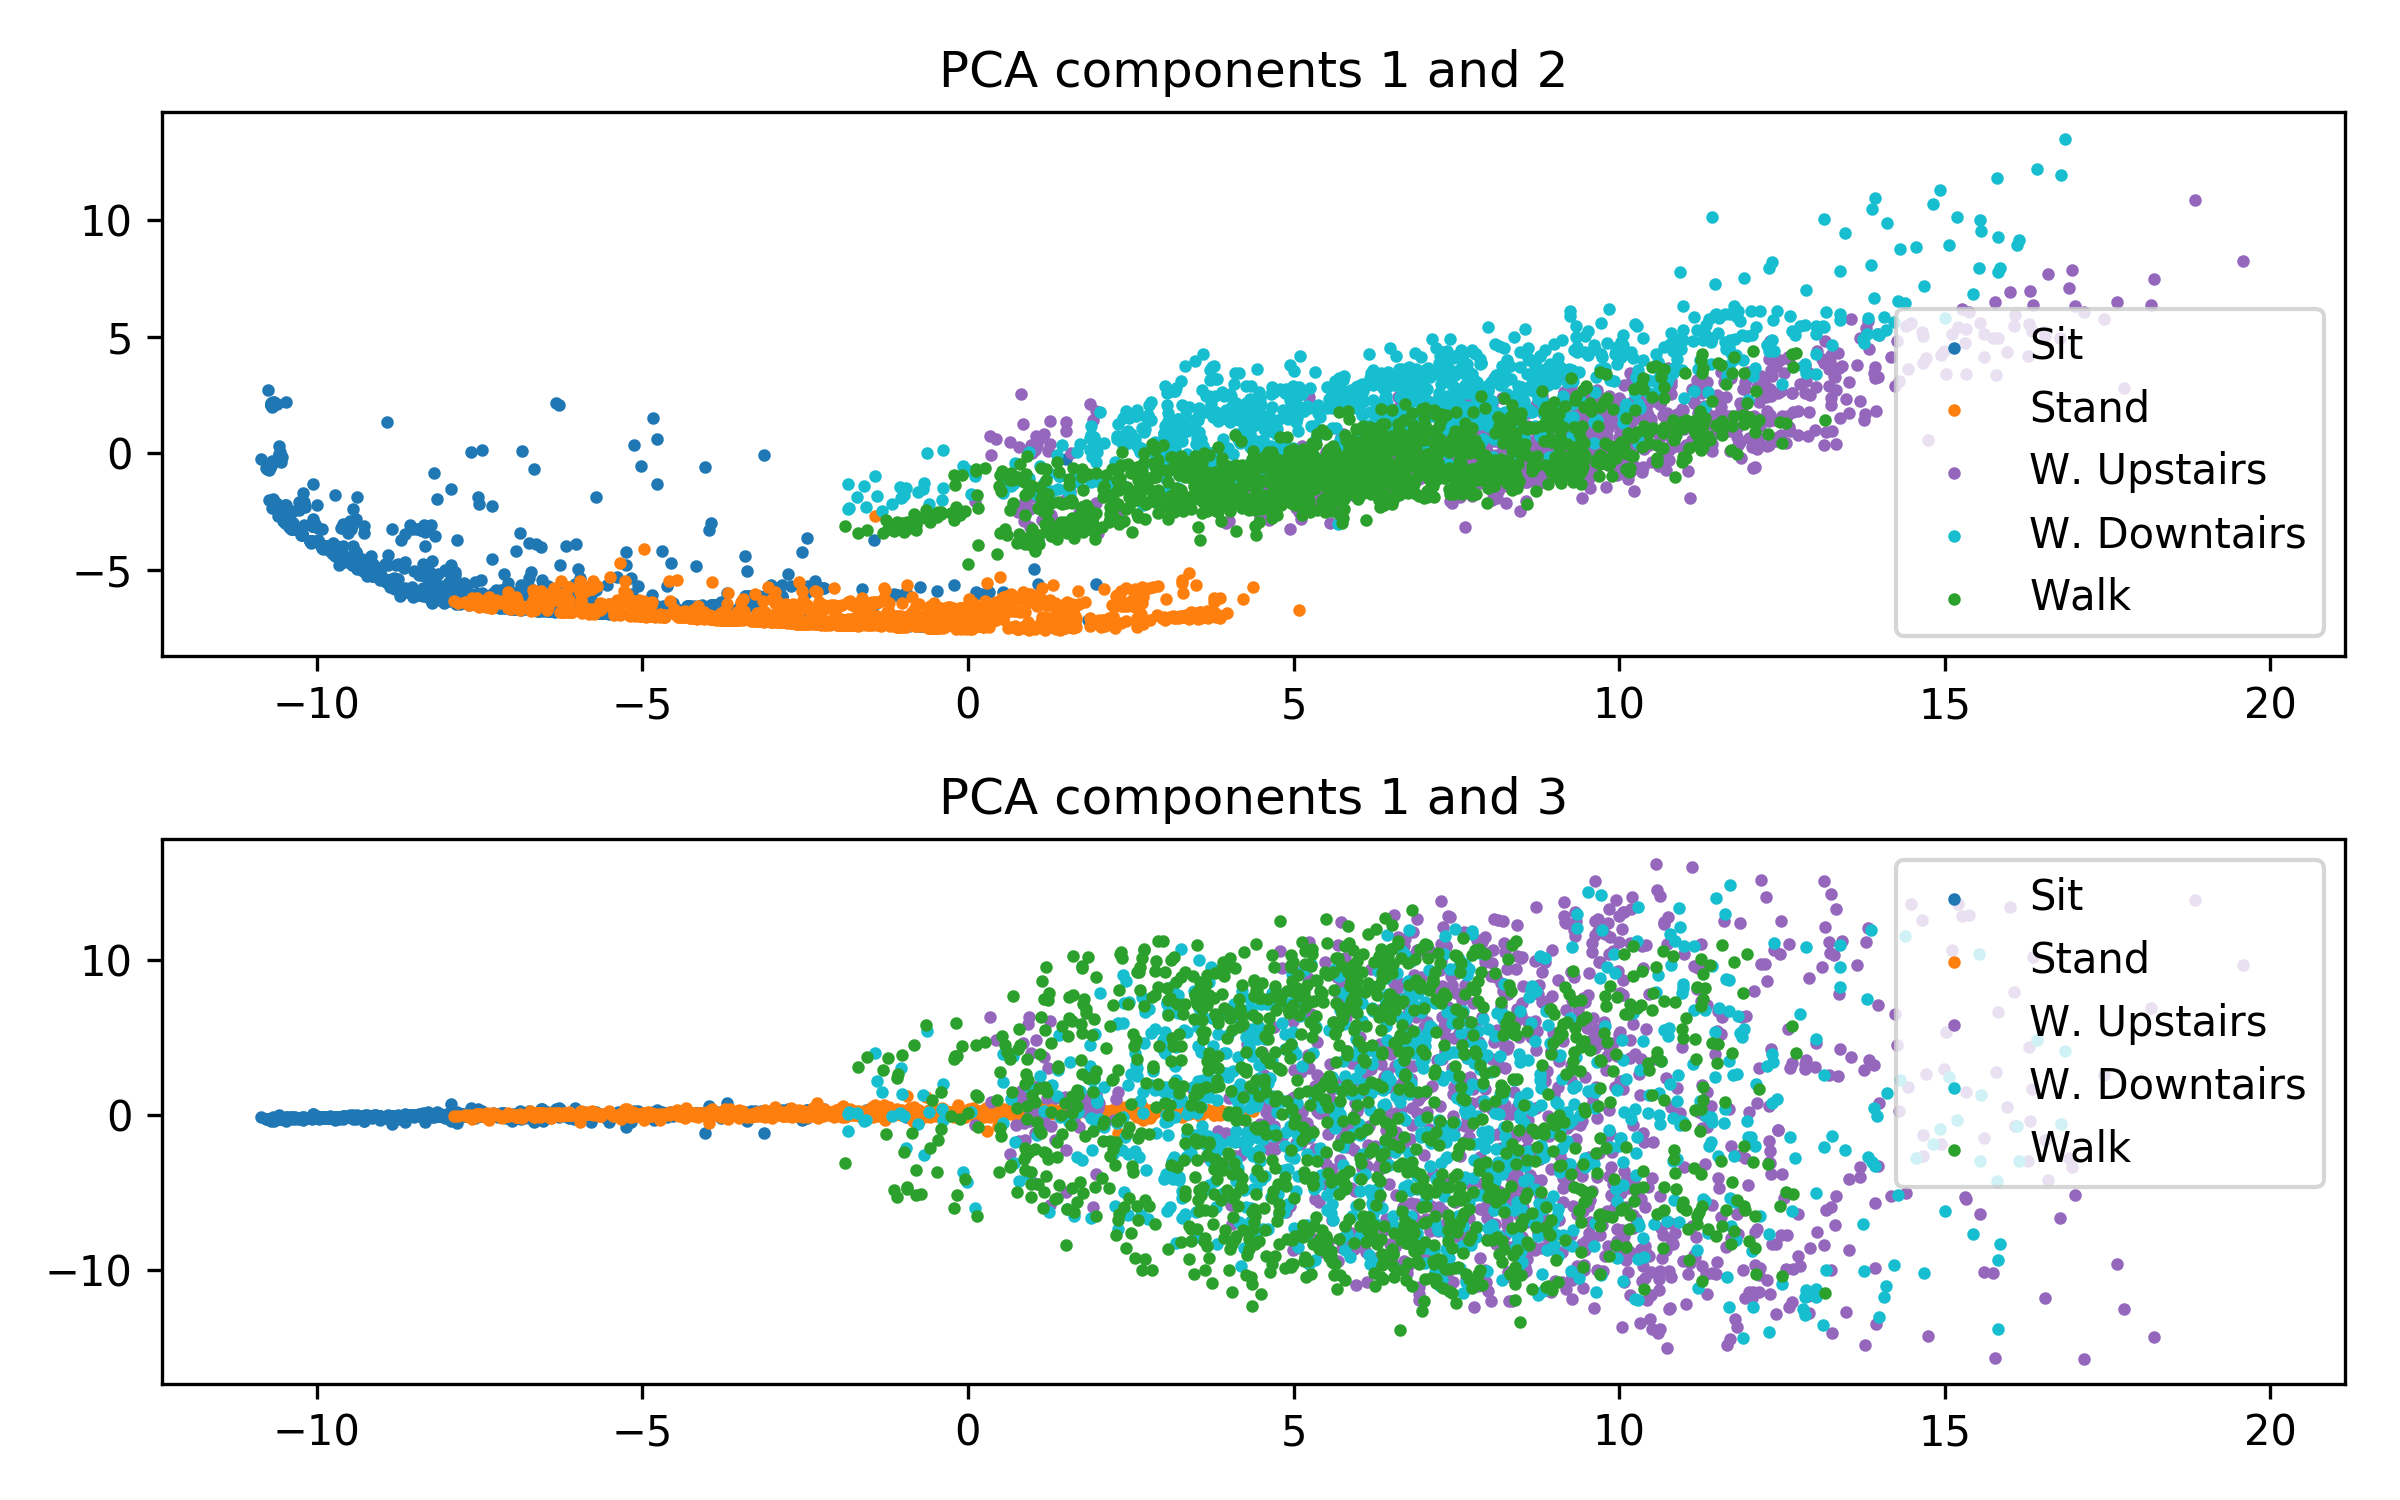 PCA components 1 and 2
10
5
0
−5
Sit
Stand
W. Upstairs
W. Downtairs
Walk
−10 −5 0 5 10 15 20
PCA components 1 and 3
10
0
−10
Sit
Stand
W. Upstairs
W. Downtairs
Walk
−10 −5 0 5 10 15 20